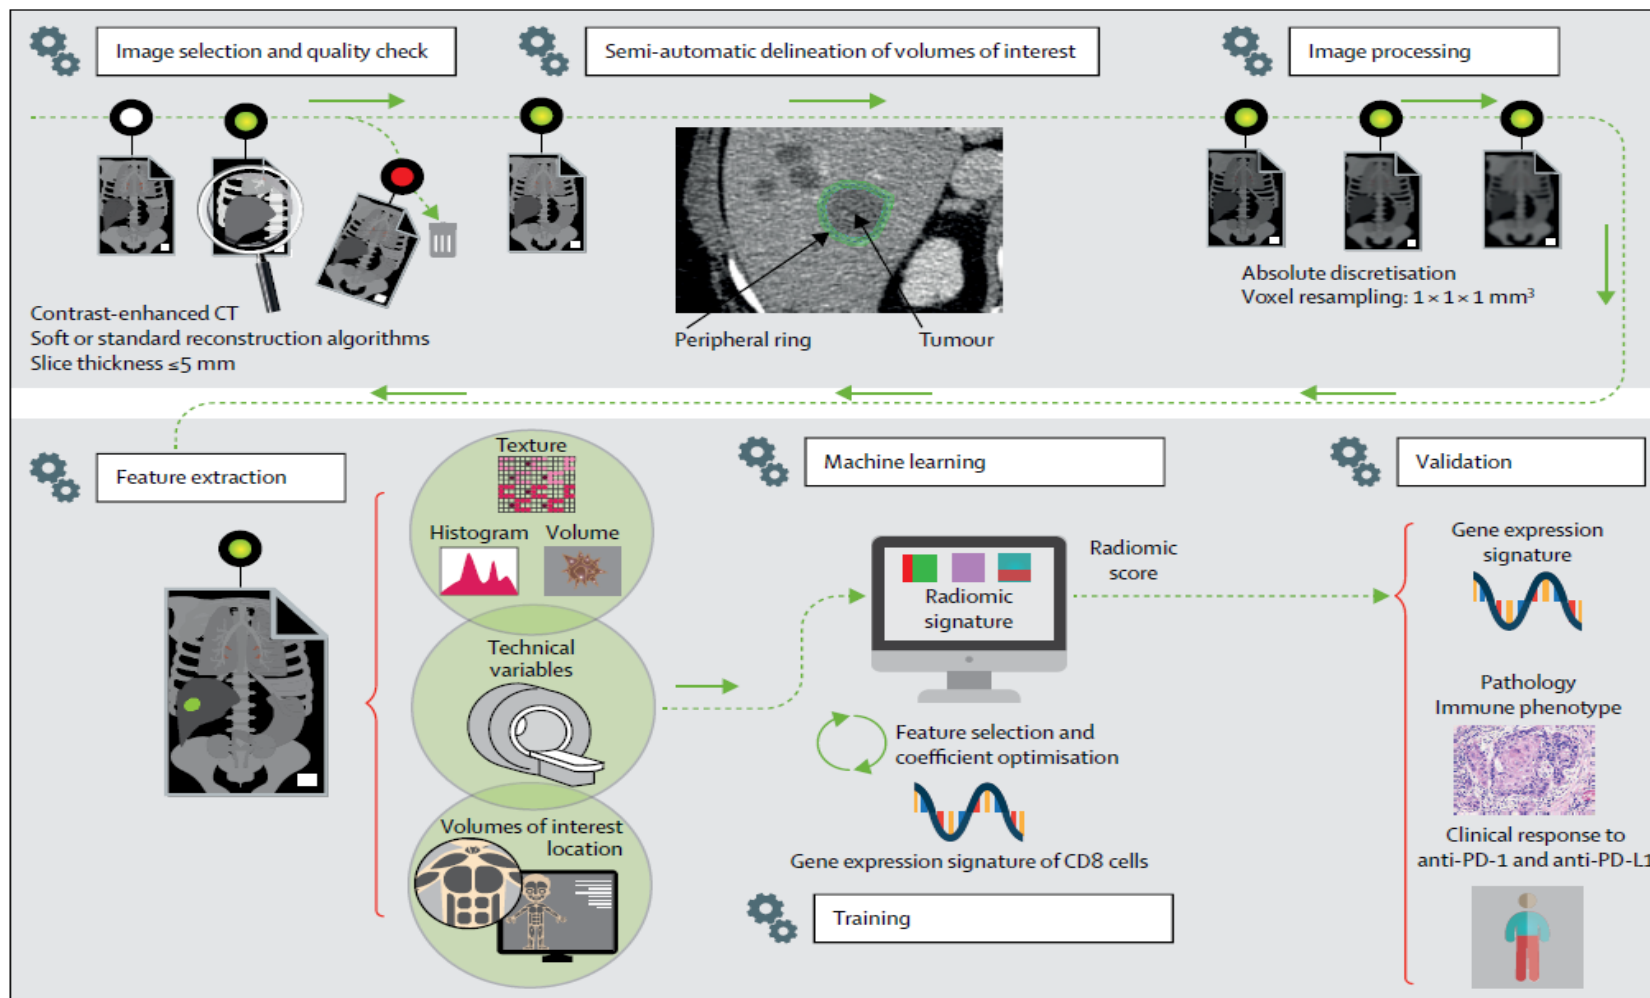 Image selection and quality check
Semi-automatic delineation of volumes of interest
Image processing
Contrast-enhanced CT
Soft or standard reconstruction algorithms
Slice thickness ≤5 mm
Peripheral ring
Tumour
Absolute discretisation
Voxel resampling: 1 × 1 × 1 mm³
Feature extraction
Texture
Histogram
Volume
Technical
variables
Volumes of interest
location
Machine learning
Radiomic
signature
Radiomic
score
Feature selection and
coefficient optimisation
Gene expression signature of CD8 cells
Training
Validation
Gene expression
signature
Pathology
Immune phenotype
Clinical response to
anti-PD-1 and anti-PD-L1